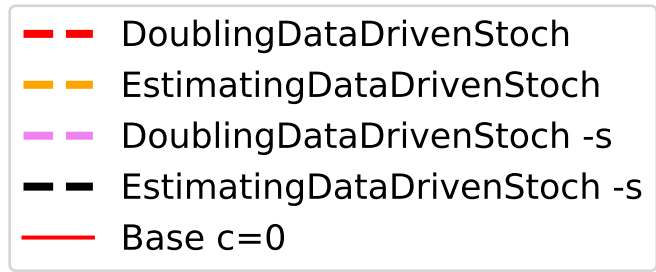 DoublingDataDrivenStoch
EstimatingDataDrivenStoch
DoublingDataDrivenStoch -s
EstimatingDataDrivenStoch -s
Base c=0